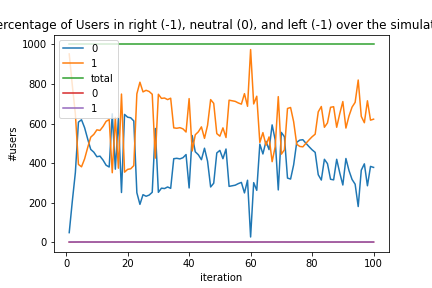 ercentage of Users in right (-1), neutral (0), and left (-1) over the simulat
1000
800
600
400
200
0
#users
0
1
total
0
1
0 20 40 60 80 100
iteration